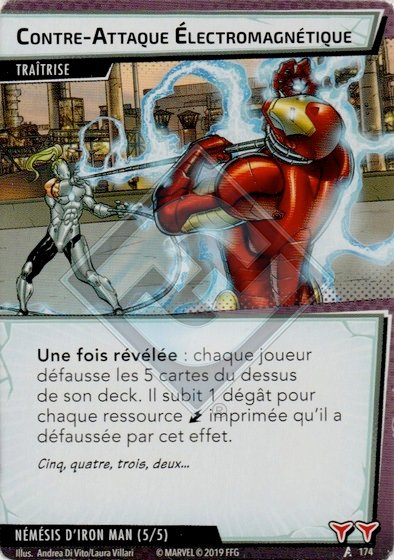 CONTRE-ATTAQUE ÉLECTROMAGNÉTIQUE
TRAÎTRISE
Une fois révélée : chaque joueur
défausse les 5 cartes du dessus
de son deck. Il subit 1 dégât pour
chaque ressource imprimée qu'il a
défaussée par cet effet.
Cinq, quatre, trois, deux...
NÉMÉSIS D'IRON MAN (5/5)
Illus. Andrea Di Vito/Laura Villari
© MARVEL © 2019 FFG
174